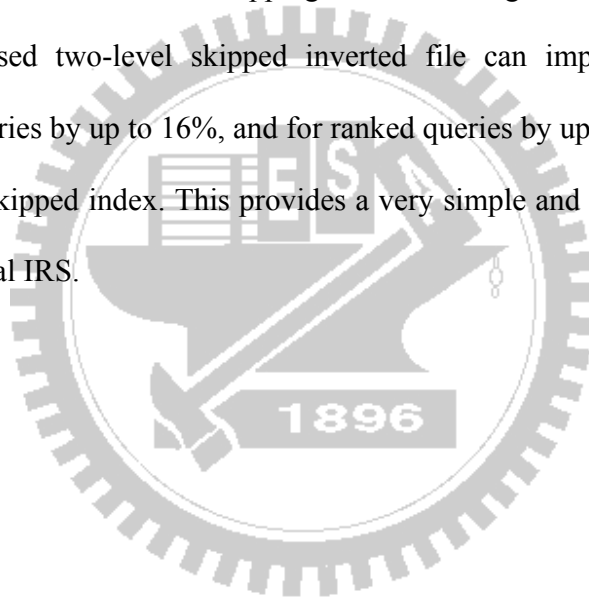 sed two-level skipped inverted file can imp
ries by up to 16%, and for ranked queries by up
kipped index. This provides a very simple and
al IRS.
E S A
1896